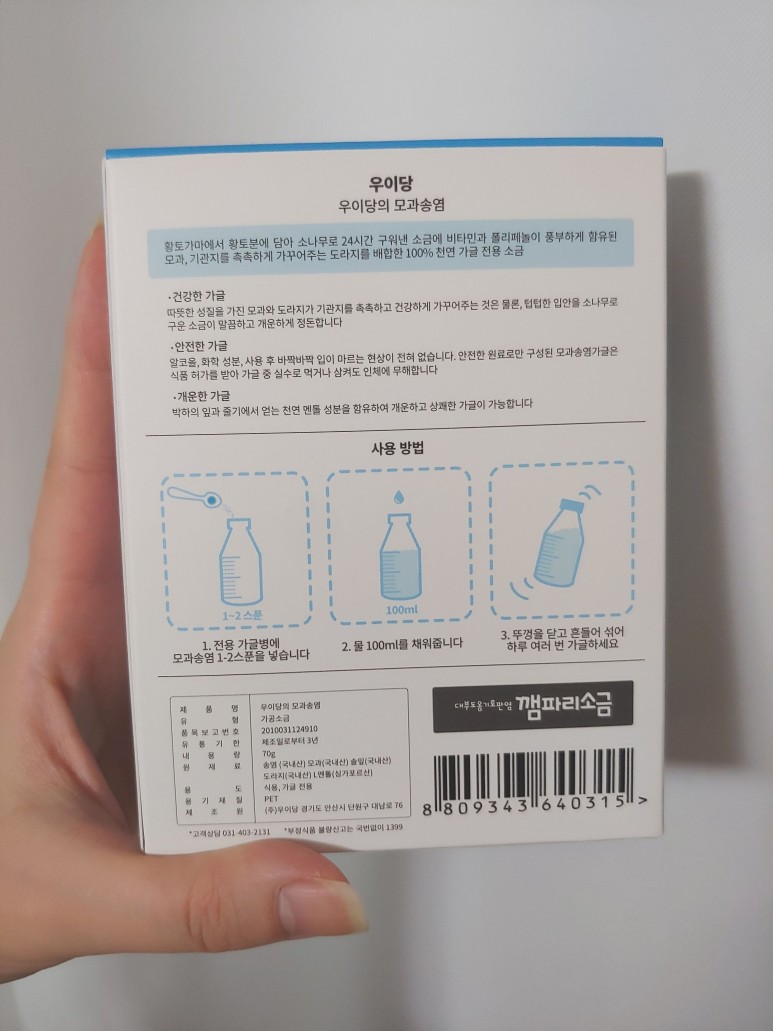 우이당
우이당의 모과송염
황토가마에서 황토분에 담아 소나무로 24시간 구워낸 소금에 비타민과 폴리페놀이 풍부하게 함유된
모과, 기관지를 촉촉하게 가꾸어주는 도라지를 배합한 100% 천연 가글 전용 소금
·건강한 가글
따뜻한 성질을 가진 모과와 도라지가 기관지를 촉촉하고 건강하게 가꾸어주는 것은 물론, 텁텁한 입안을 소나무로
구운 소금이 말끔하고 개운하게 정돈합니다
·안전한 가글
알코올, 화학 성분, 사용 후 바짝바짝 입이 마르는 현상이 전혀 없습니다. 안전한 원료로만 구성된 모과송염가글은
식품 허가를 받아 가글 중 실수로 먹거나 삼켜도 인체에 무해합니다
·개운한 가글
박하의 잎과 줄기에서 얻는 천연 멘톨 성분을 함유하여 개운하고 상쾌한 가글이 가능합니다
사용 방법
1~2 스푼
100ml
1. 전용 가글병에
모과송염 1-2스푼을 넣습니다
2. 물 100ml를 채워줍니다
3. 뚜껑을 닫고 흔들어 섞어
하루 여러 번 가글하세요
제품명 우이당의 모과송염
유형 가공소금
품목보고번호 2010031124910
유통기한 제조일로부터 3년
내용량 70g
원재료 송염 (국내산) 모과(국내산) 솔잎(국내산)
도라지(국내산) L멘톨(싱가포르산)
용도 식용, 가글 전용
용기재질 PET
제조원 (주)우이당 경기도 안산시 단원구 대남로 76
*고객상담 031-403-2131 *부정식품 불량신고는 국번없이 1399
대부도옹기토판염 깸파리소금
8 809343 640315 >